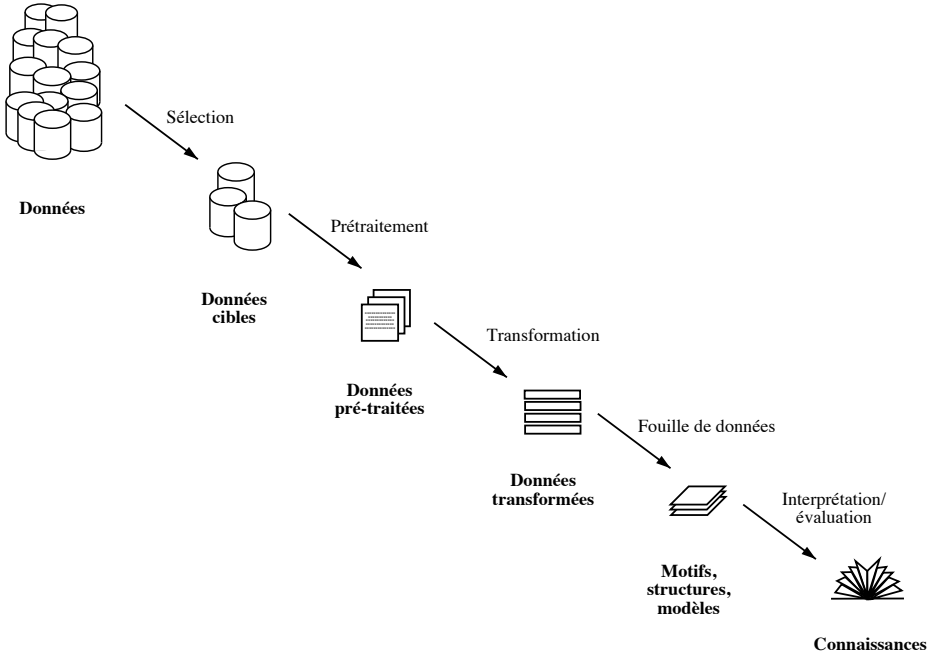 Sélection
Données
Prétraitement
Données
cibles
Transformation
Données
pré-traitées
Fouille de données
Données
transformées
Interprétation/
évaluation
Motifs,
structures,
modèles
Connaissances